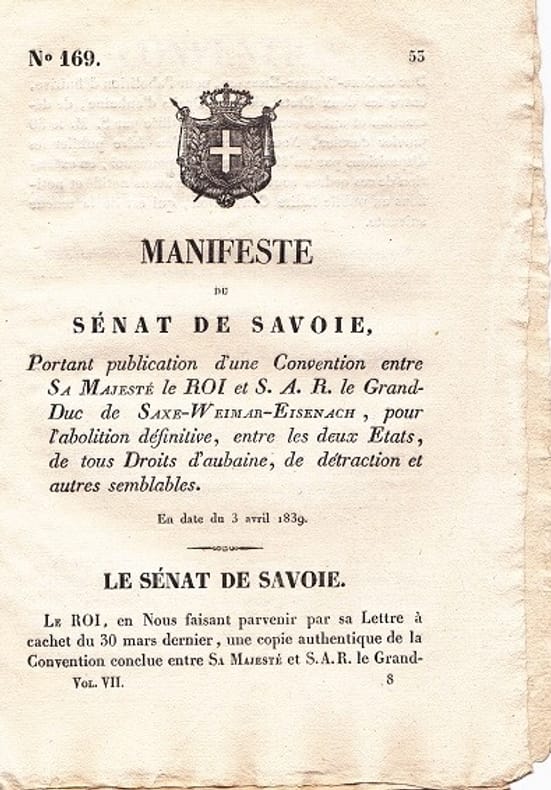 Nº 169. 53
MANIFESTE
DU
SÉNAT DE SAVOIE,
Portant publication d'une Convention entre
SA MAJESTÉ le ROI et S. A. R. le Grand-
Duc de SAXE-WEIMAR-EISENACH, pour
l'abolition définitive, entre les deux Etats,
de tous Droits d'aubaine, de détraction et
autres semblables.
En date du 3 avril 1839.
LE SÉNAT DE SAVOIE.
LE ROI, en Nous faisant parvenir par sa Lettre à
cachet du 30 mars dernier, une copie authentique de la
Convention conclue entre SA MAJESTÉ et S.A.R. le Grand-
VOL. VII. 8